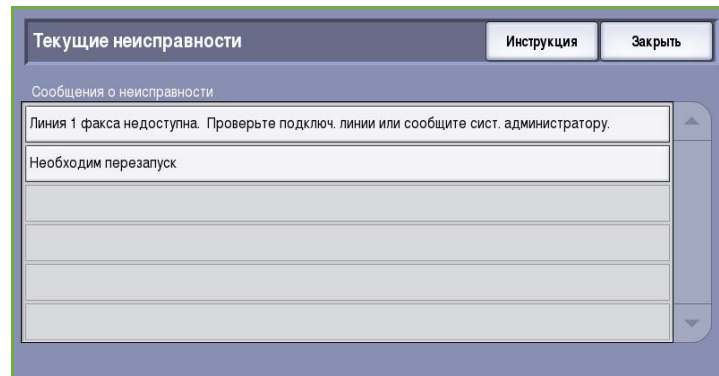 Текущие неисправности
Инструкция
Закрыть
Сообщения о неисправности
Линия 1 факса недоступна. Проверьте подключ. линии или сообщите сист. администратору.
Необходим перезапуск